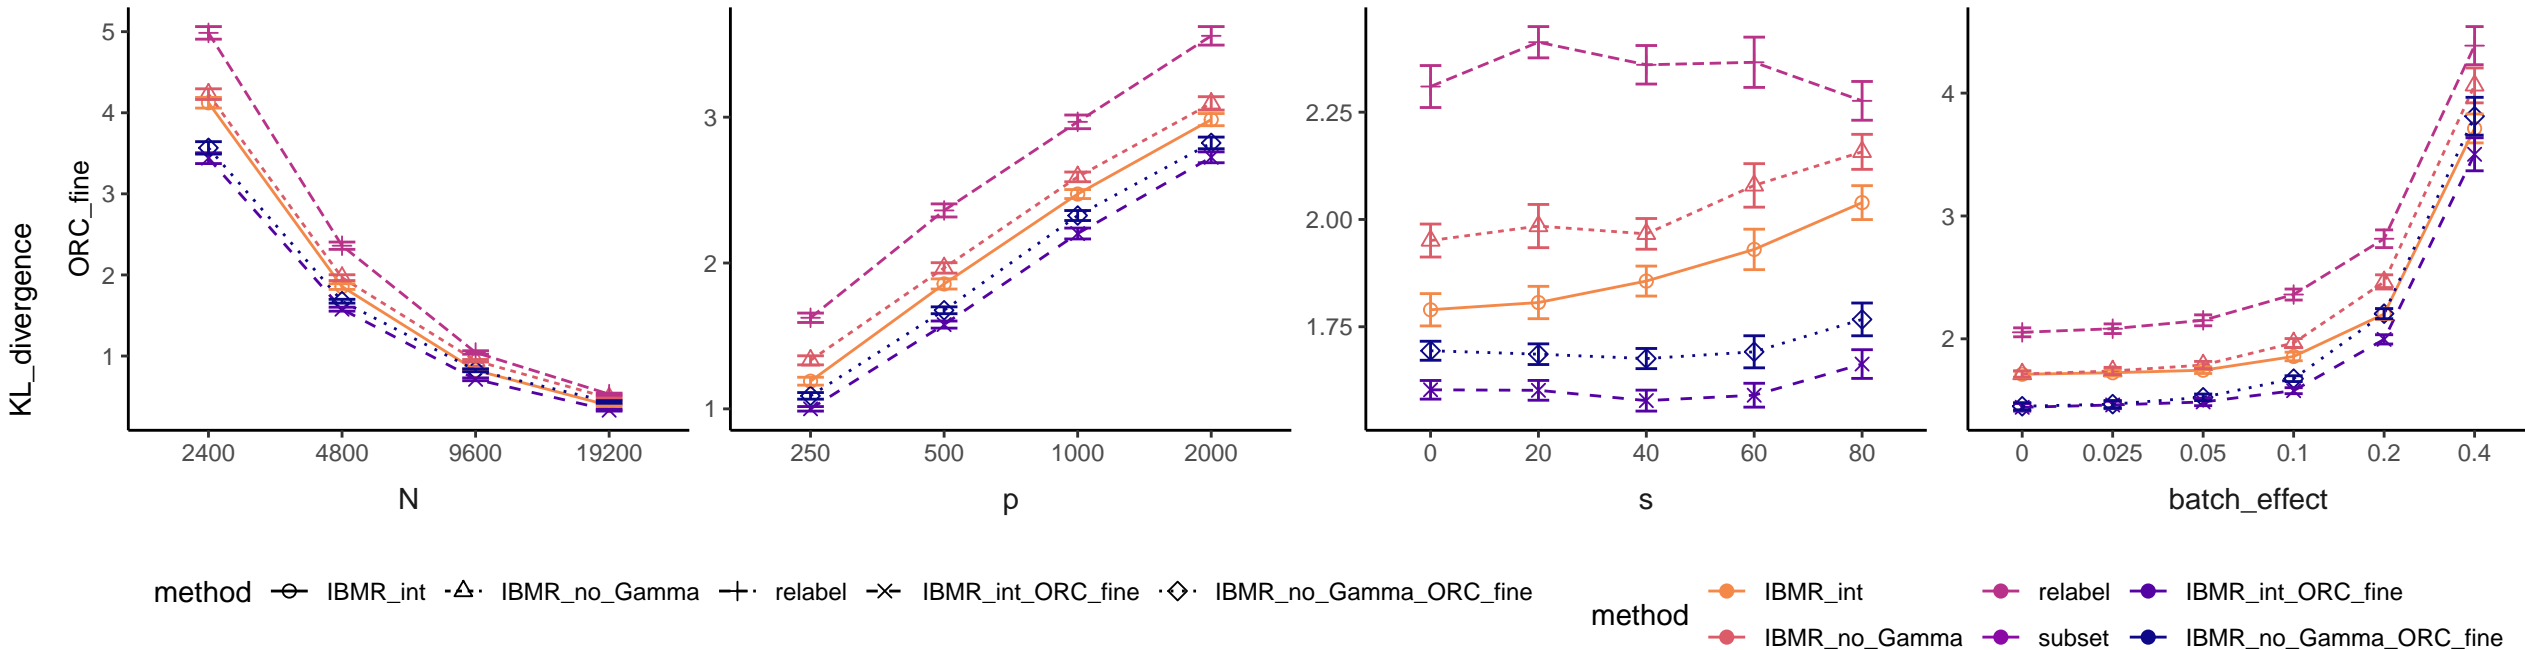 KL_divergence
ORC_fine
5
4
3
2
1
2400 4800 9600 19200
N
3
2
1
250 500 1000 2000
p
2.25
2.00
1.75
0 20 40 60 80
s
4
3
2
0 0.025 0.05 0.1 0.2 0.4
batch_effect
method IBMR_int IBMR_no_Gamma relabel IBMR_int_ORC_fine IBMR_no_Gamma_ORC_fine
method
IBMR_int relabel IBMR_int_ORC_fine
IBMR_no_Gamma subset IBMR_no_Gamma_ORC_fine